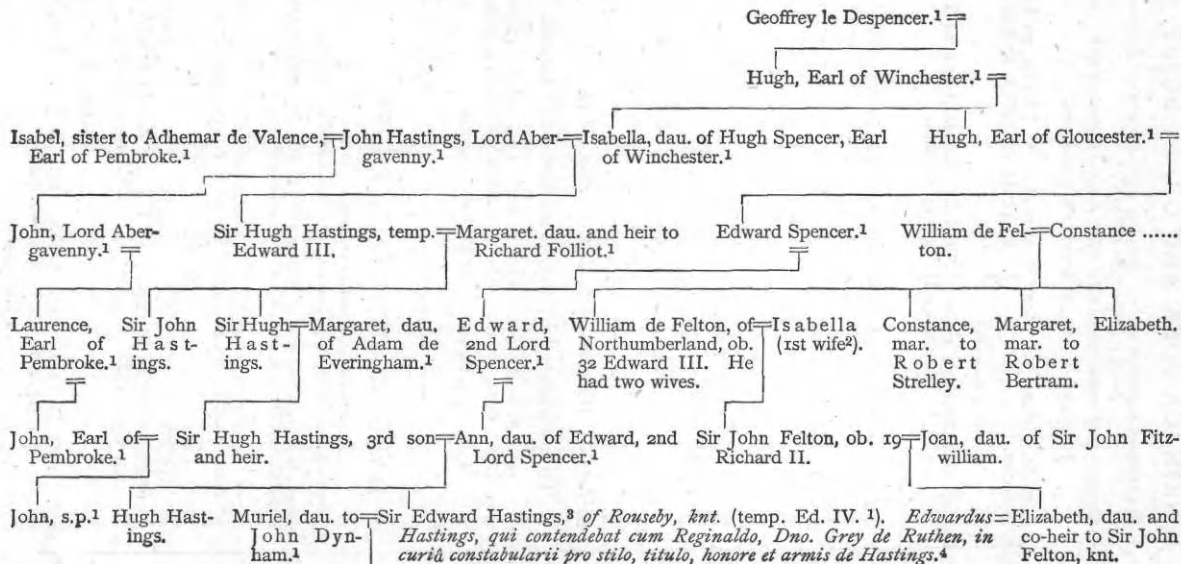 Geoffrey le Despencer.¹
Hugh, Earl of Winchester.¹
Isabel, sister to Adhemar de Valence,
Earl of Pembroke.¹
John Hastings, Lord Aber-
gavenny.¹
Isabella, dau. of Hugh Spencer, Earl
of Winchester.¹
Hugh, Earl of Gloucester.¹
John, Lord Aber-
gavenny.¹
Sir Hugh Hastings, temp.
Edward III.
Margaret. dau. and heir to
Richard Folliot.¹
Edward Spencer.¹
William de Fel-
ton.
Constance ......
Laurence,
Earl of
Pembroke.¹
Sir John
Hast-
ings.
Sir Hugh
Hast-
ings.
Margaret, dau.
of Adam de
Everingham.¹
Edward,
2nd Lord
Spencer.¹
William de Felton, of
Northumberland, ob.
32 Edward III. He
had two wives.
Isabella
(1st wife²).
Constance,
mar. to
Robert
Strelley.
Margaret,
mar. to
Robert
Bertram.
Elizabeth.
John, Earl of
Pembroke.¹
Sir Hugh Hastings, 3rd son
and heir.
Ann, dau. of Edward, 2nd
Lord Spencer.¹
Sir John Felton, ob. 19
Richard II.
Joan, dau. of Sir John Fitz-
william.
John, s.p.¹
Hugh Hast-
ings.
Muriel, dau. to
John Dyn-
ham.¹
Sir Edward Hastings,³ of Rouseby, knt. (temp. Ed. IV. ¹). Edwardus
Hastings, qui contendebat cum Reginaldo, Dno. Grey de Ruthen, in
curiâ constabularii pro stilo, titulo, honore et armis de Hastings.⁴
Elizabeth, dau. and
co-heir to Sir John
Felton, knt.